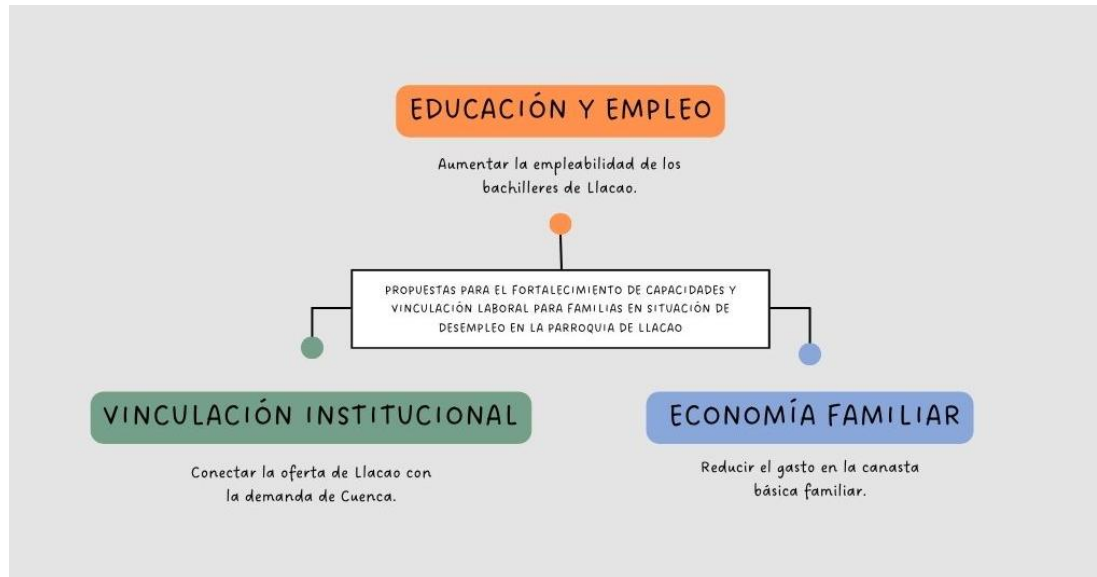 EDUCACIÓN Y EMPLEO
Aumentar la empleabilidad de los
bachilleres de Llacao.
PROPUESTAS PARA EL FORTALECIMIENTO DE CAPACIDADES Y
VINCULACIÓN LABORAL PARA FAMILIAS EN SITUACIÓN DE
DESEMPLEO EN LA PARROQUIA DE LLACAO
VINCULACIÓN INSTITUCIONAL
Conectar la oferta de Llacao con
la demanda de Cuenca.
ECONOMÍA FAMILIAR
Reducir el gasto en la canasta
básica familiar.